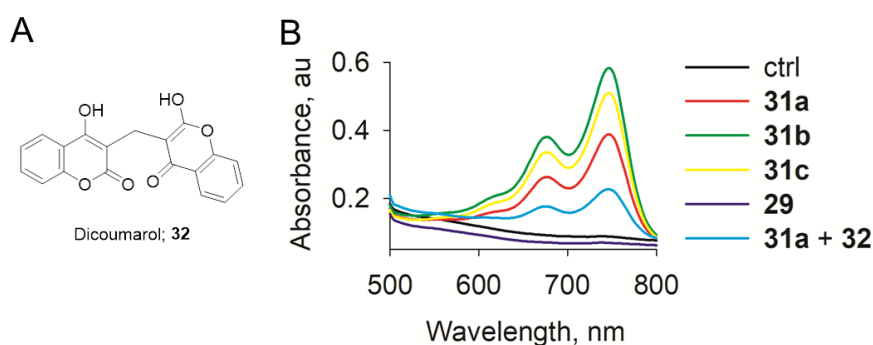 A
B
OH
HO
O
O
O
O
Dicoumarol; 32
Absorbance, au
0.6
0.4
0.2
500
600
700
800
Wavelength, nm
ctrl
31a
31b
31c
29
31a + 32